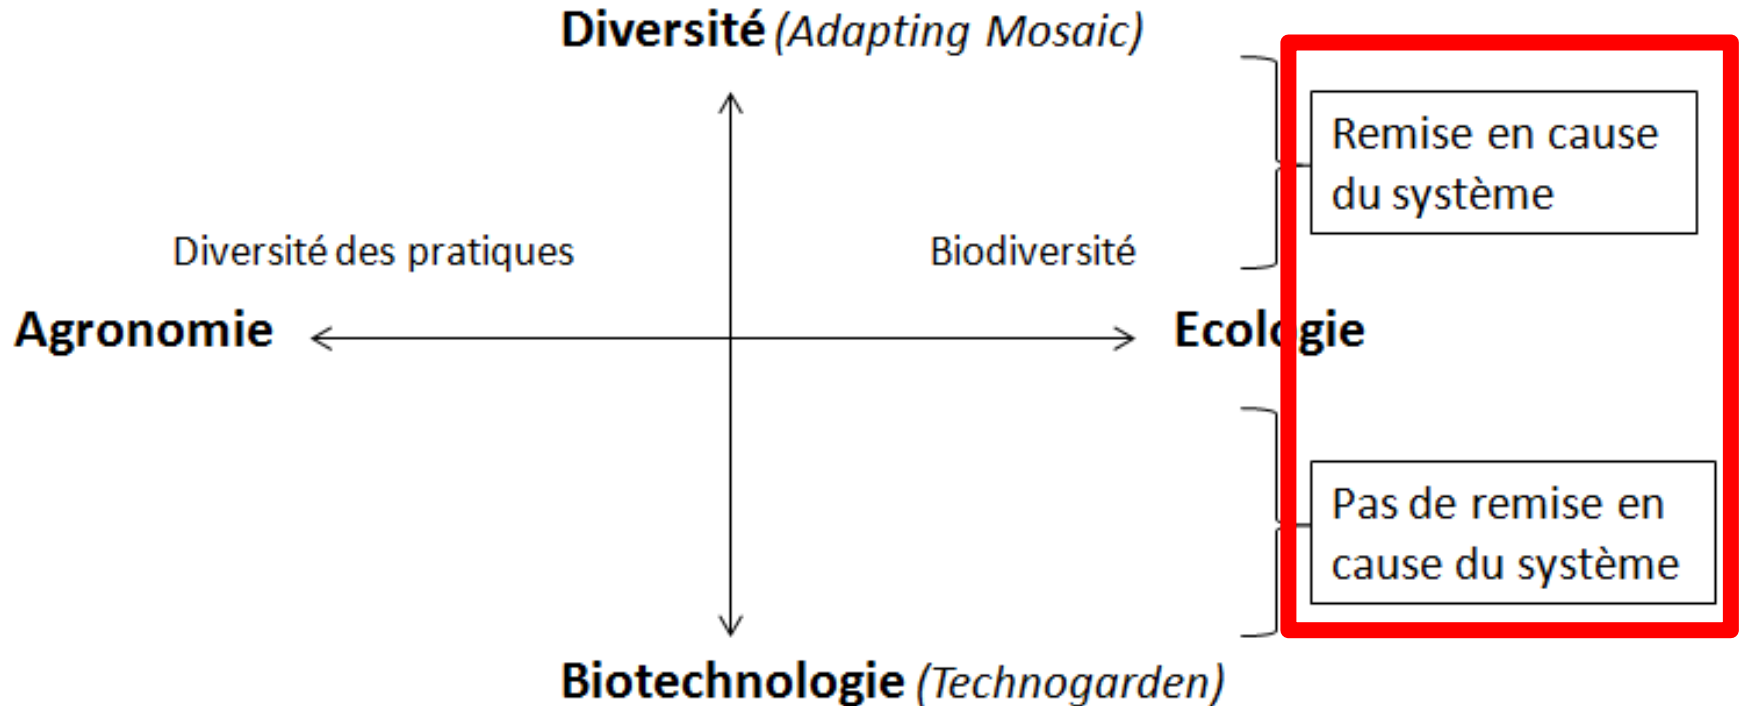 Diversité (Adapting Mosaic)
Remise en cause
du système
Diversité des pratiques
Biodiversité
Agronomie
Ecologie
Pas de remise en
cause du système
Biotechnologie (Technogarden)